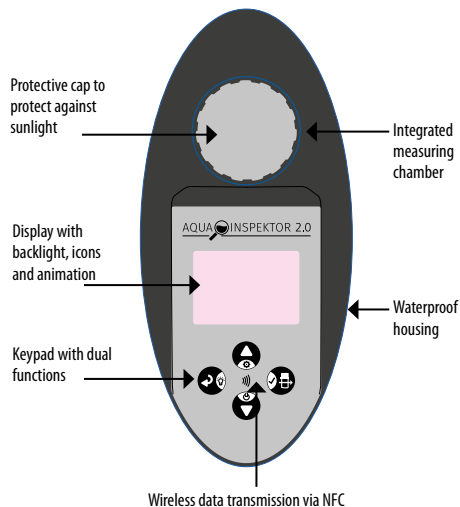 Protective cap to
protect against
sunlight
Integrated
measuring
chamber
AQUA INSPEKTOR 2.0
Display with
backlight, icons
and animation
Waterproof
housing
Keypad with dual
functions
Wireless data transmission via NFC